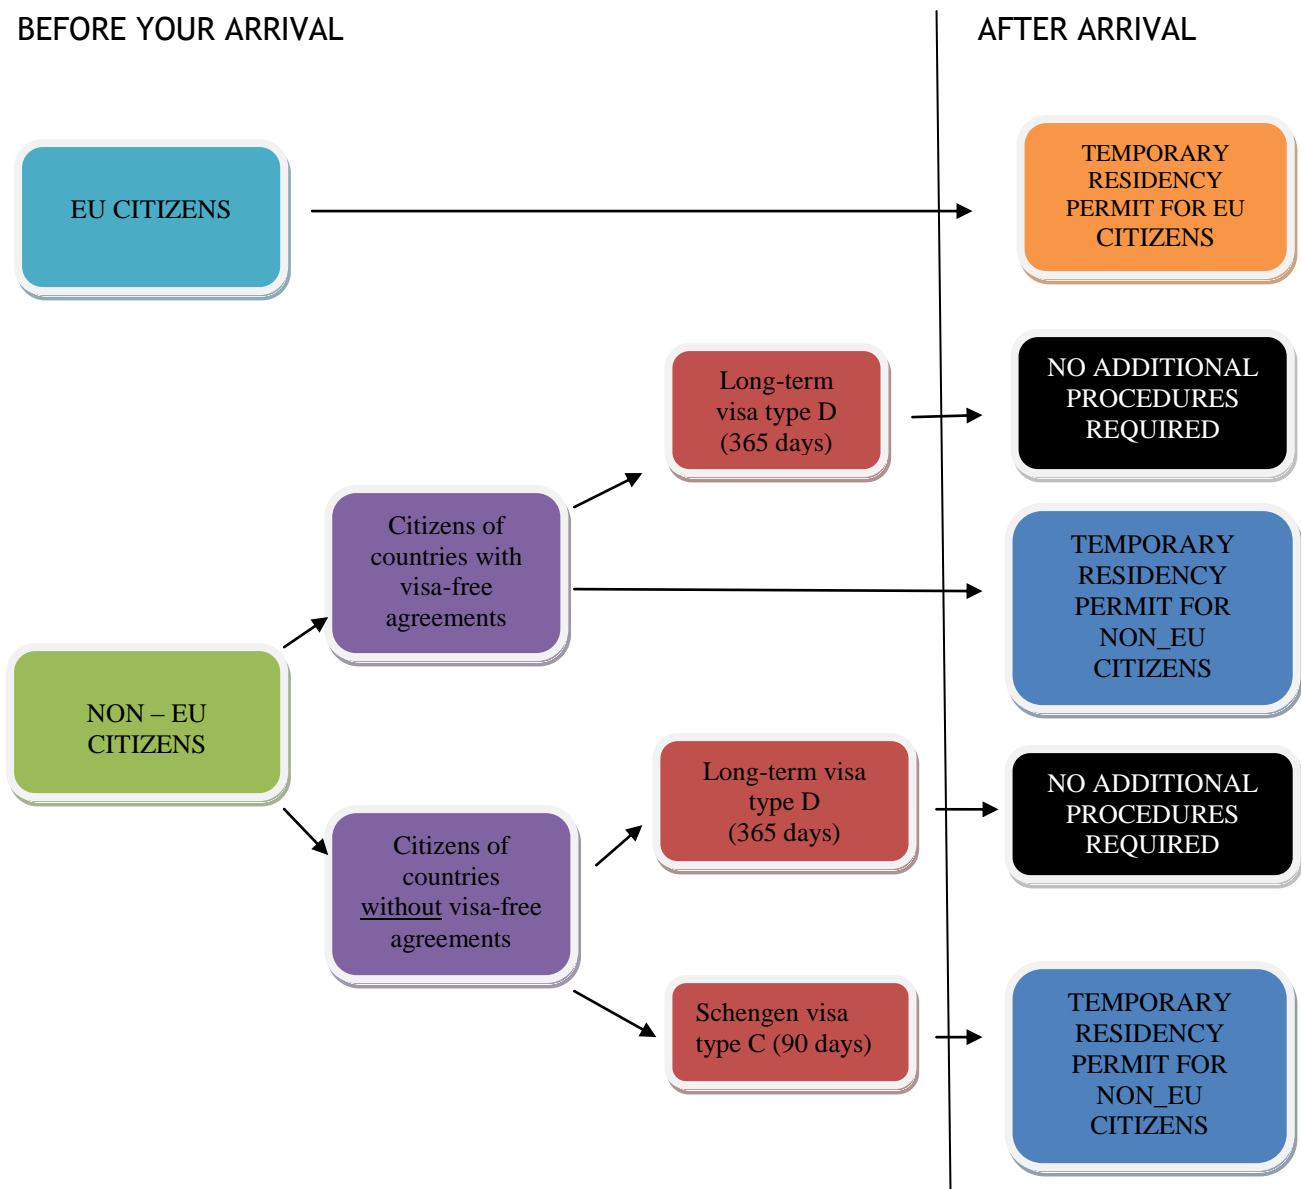 BEFORE YOUR ARRIVAL
AFTER ARRIVAL
EU CITIZENS
TEMPORARY
RESIDENCY
PERMIT FOR EU
CITIZENS
Long-term
visa type D
(365 days)
NO ADDITIONAL
PROCEDURES
REQUIRED
Citizens of
countries with
visa-free
agreements
TEMPORARY
RESIDENCY
PERMIT FOR
NON_EU
CITIZENS
NON – EU
CITIZENS
Long-term visa
type D
(365 days)
NO ADDITIONAL
PROCEDURES
REQUIRED
Citizens of
countries
without visa-free
agreements
Schengen visa
type C (90 days)
TEMPORARY
RESIDENCY
PERMIT FOR
NON_EU
CITIZENS